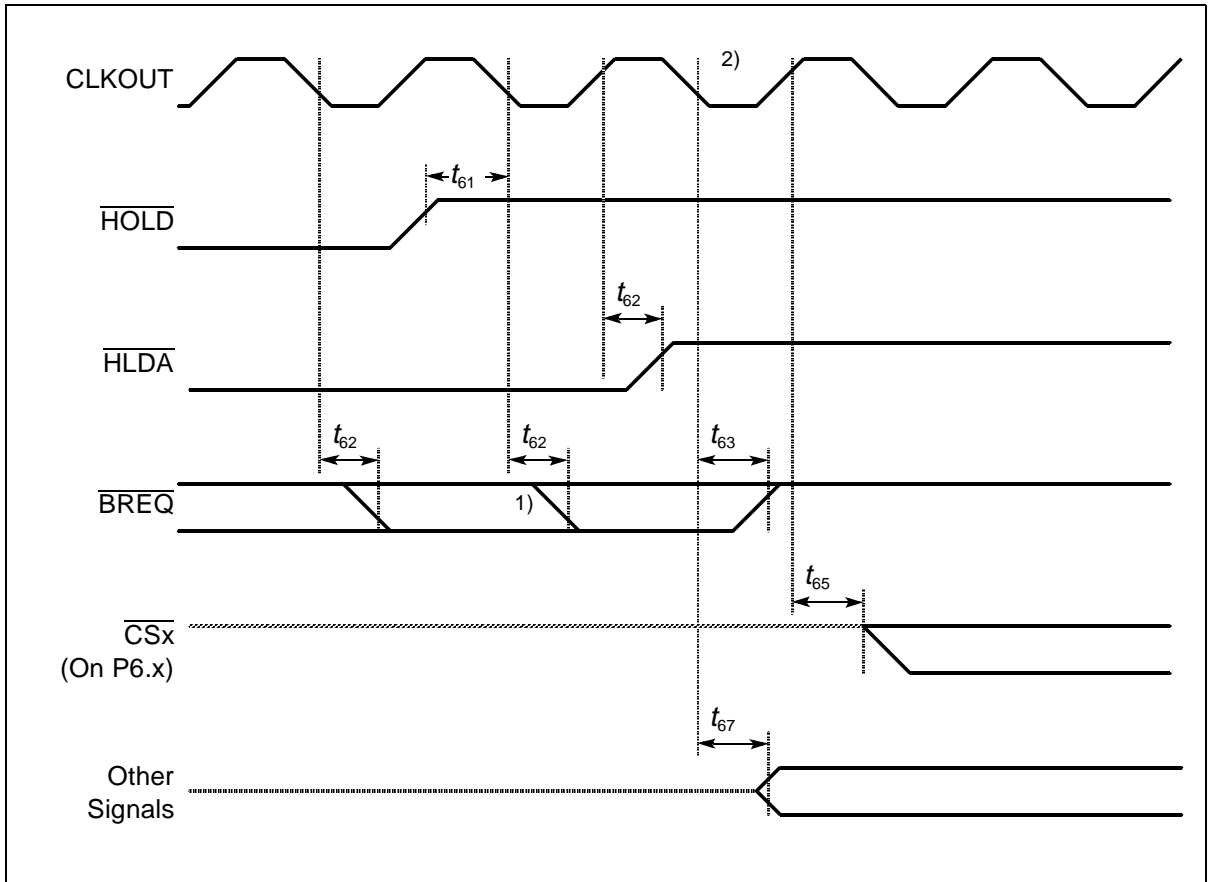 CLKOUT
2)
t61
HOLD
t62
HLDA
t62
t62
t63
BREQ
1)
t65
CSx
(On P6.x)
t67
Other
Signals